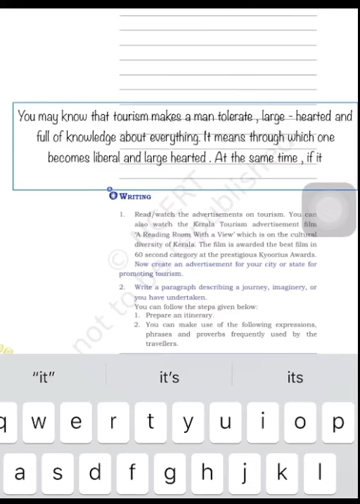 You may know that tourism makes a man tolerate , large - hearted and
full of knowledge about everything. It means through which one
becomes liberal and large hearted . At the same time , if it
WRITING
1. Read/watch the advertisements on tourism. You can
also watch the Kerala Tourism advertisement film
'A Reading Room With a View' which is on the cultural
diversity of Kerala. The film is awarded the best film in
60 second category at the prestigious Kyoorius Awards.
Now create an advertisement for your city or state for
promoting tourism.
2. Write a paragraph describing a journey, imaginery, or
you have undertaken.
You can follow the steps given below:
1. Prepare an itinerary.
2. You can make use of the following expressions,
phrases and proverbs frequently used by the
travellers.
© NCERT
not to be republished
"it" it's its
q w e r t y u i o p
a s d f g h j k l